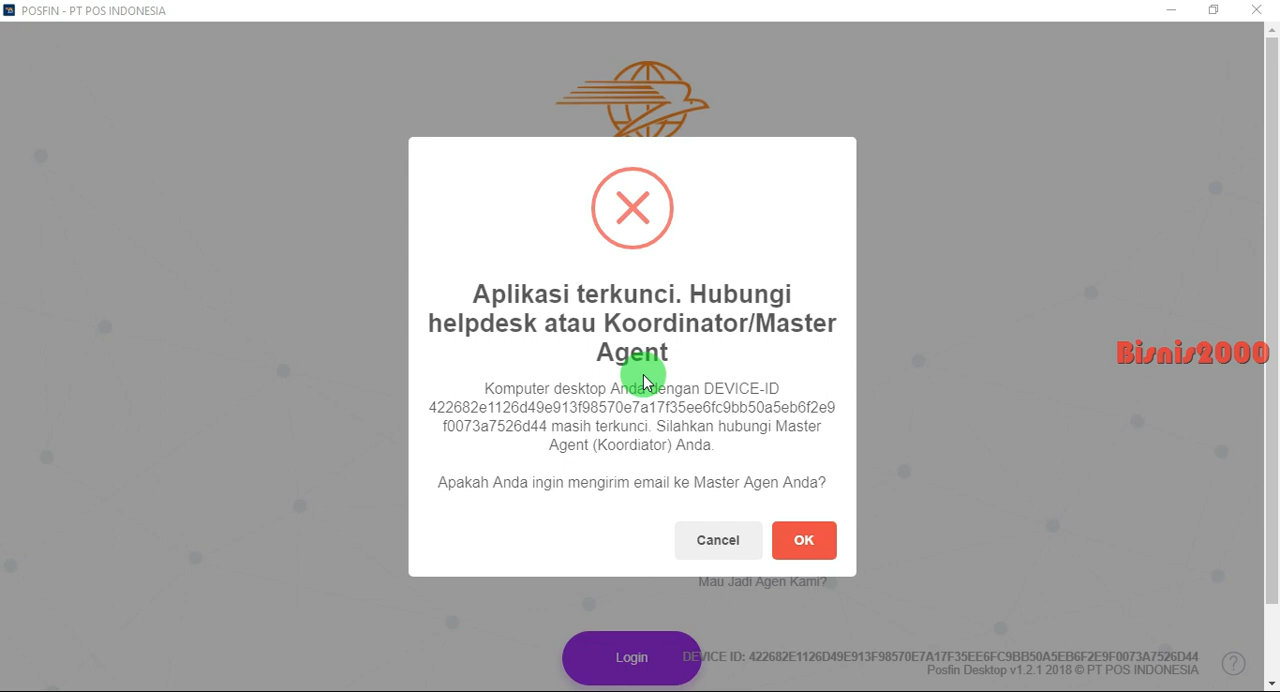 POSFIN - PT POS INDONESIA
Aplikasi terkunci. Hubungi
helpdesk atau Koordinator/Master
Agent
Komputer desktop Anda dengan DEVICE-ID
422682e1126d49e913f98570e7a17f35ee6fc9bb50a5eb6f2e9
f0073a7526d44 masih terkunci. Silahkan hubungi Master
Agent (Koordiator) Anda.
Apakah Anda ingin mengirim email ke Master Agen Anda?
Cancel
OK
Bisnis2000
Mau Jadi Agen Kami?
Login
DEVICE ID: 422682E1126D49E913F98570E7A17F35EE6FC9BB50A5EB6F2E9F0073A7526D44
Posfin Desktop v1.2.1 2018 © PT POS INDONESIA
?